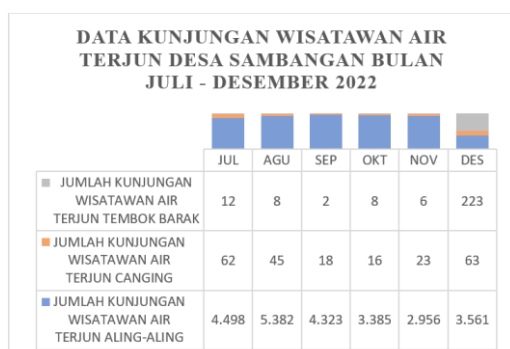 DATA KUNJUNGAN WISATAWAN AIR
TERJUN DESA SAMBANGAN BULAN
JULI - DESEMBER 2022
JUL AGU SEP OKT NOV DES
JUMLAH KUNJUNGAN
WISATAWAN AIR
TERJUN TEMBOK BARAK
12 8 2 8 6 223
JUMLAH KUNJUNGAN
WISATAWAN AIR
TERJUN CANGING
62 45 18 16 23 63
JUMLAH KUNJUNGAN
WISATAWAN AIR
TERJUN ALING-ALING
4.498 5.382 4.323 3.385 2.956 3.561